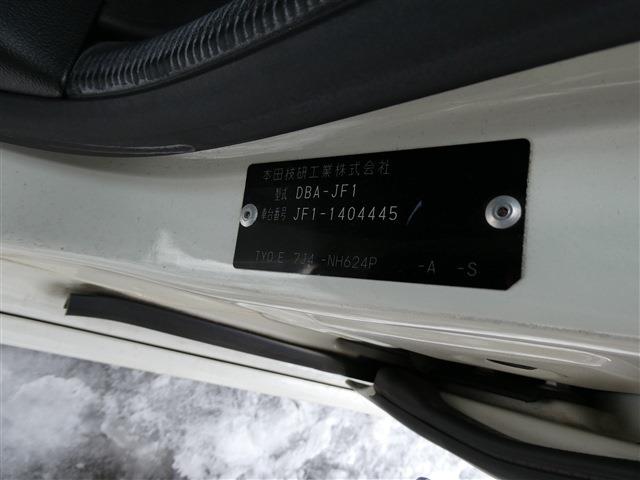 本田技研工業株式会社
型式 DBA-JF1
車台番号 JF1-1404445
7J4 -NH624P -A -S